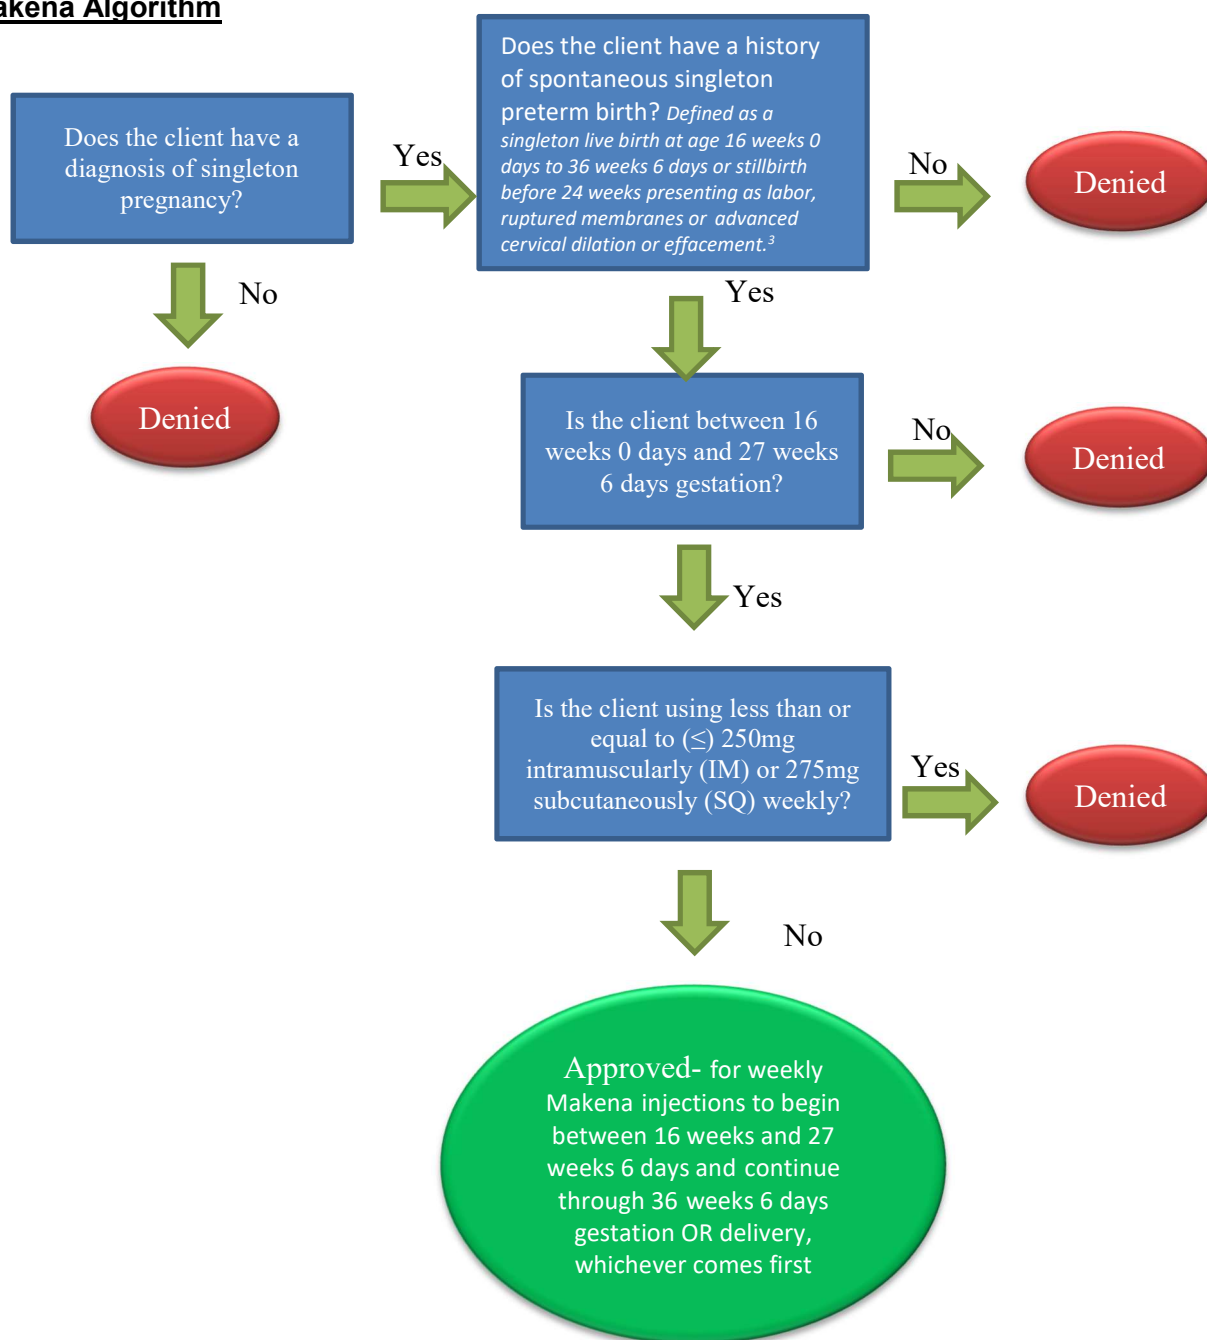 akena Algorithm
Does the client have a
diagnosis of singleton
pregnancy?
Yes
Does the client have a history
of spontaneous singleton
preterm birth? Defined as a
singleton live birth at age 16 weeks 0
days to 36 weeks 6 days or stillbirth
before 24 weeks presenting as labor,
ruptured membranes or advanced
cervical dilation or effacement.3
No
Denied
No
Denied
Yes
Is the client between 16
weeks 0 days and 27 weeks
6 days gestation?
No
Denied
Yes
Is the client using less than or
equal to (≤) 250mg
intramuscularly (IM) or 275mg
subcutaneously (SQ) weekly?
Yes
Denied
No
Approved- for weekly
Makena injections to begin
between 16 weeks and 27
weeks 6 days and continue
through 36 weeks 6 days
gestation OR delivery,
whichever comes first